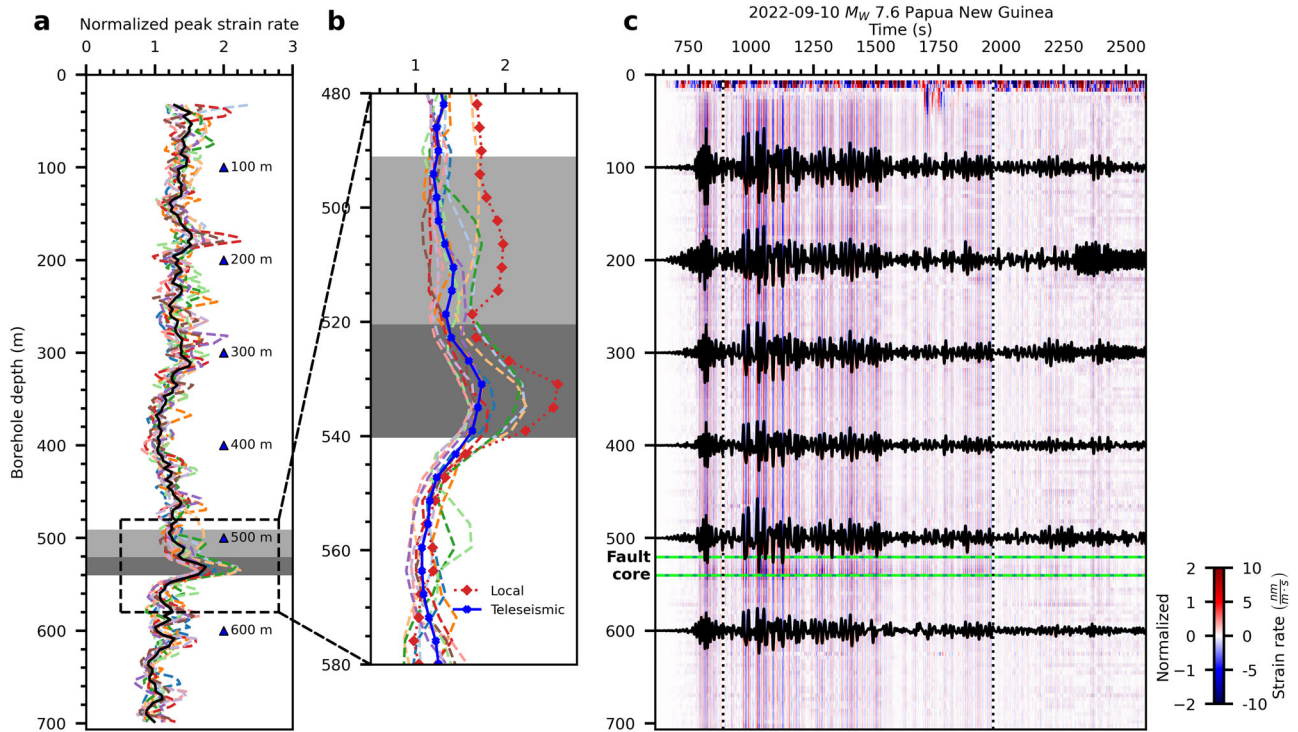 a
Normalized peak strain rate
0 1 2 3
0
100
200
300
400
500
600
700
Borehole depth (m)
100 m
200 m
300 m
400 m
500 m
600 m
b
1 2
480
500
520
540
560
580
Local
Teleseismic
c
2022-09-10 M_W 7.6 Papua New Guinea
Time (s)
750 1000 1250 1500 1750 2000 2250 2500
0
100
200
300
400
500
Fault
core
600
700
2 10
1 5
0 0
-1 -5
-2 -10
Normalized
Strain rate (nm/m·s)